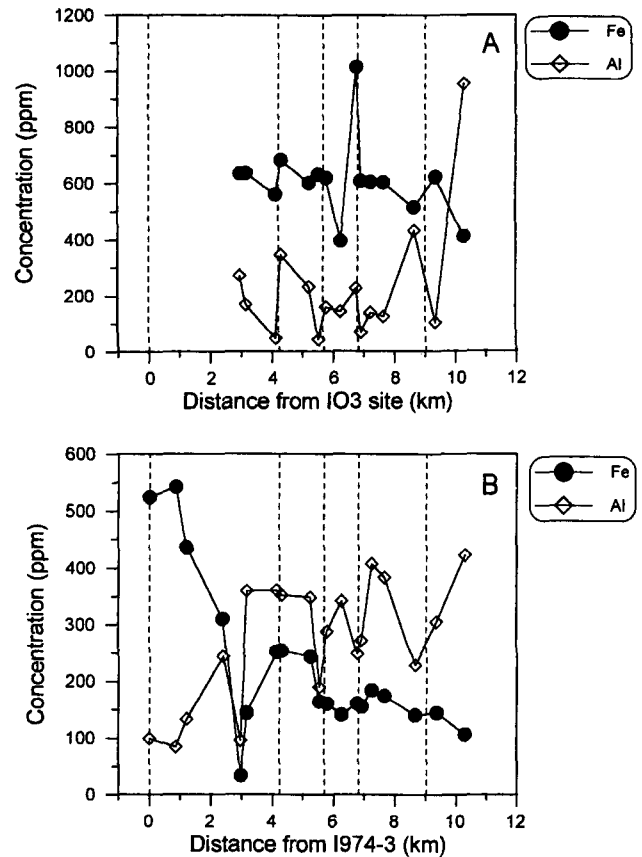 1200
1000
800
600
400
200
0
Concentration (ppm)
A
Fe
Al
0 2 4 6 8 10 12
Distance from IO3 site (km)
600
500
400
300
200
100
0
Concentration (ppm)
B
Fe
Al
0 2 4 6 8 10 12
Distance from I974-3 (km)